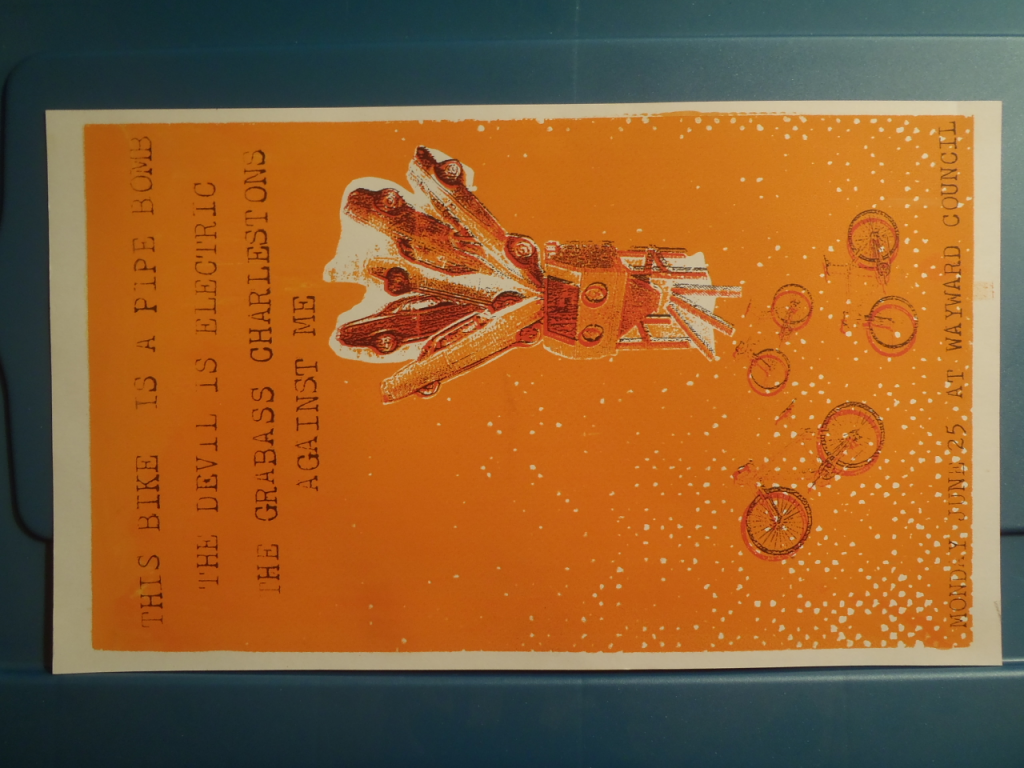 THIS BIKE IS A PIPE BOMB
THE DEVIL IS ELECTRIC
THE GRABASS CHARLESTONS
AGAINST ME
MONDAY JUNE 25, AT WAYWARD COUNCIL